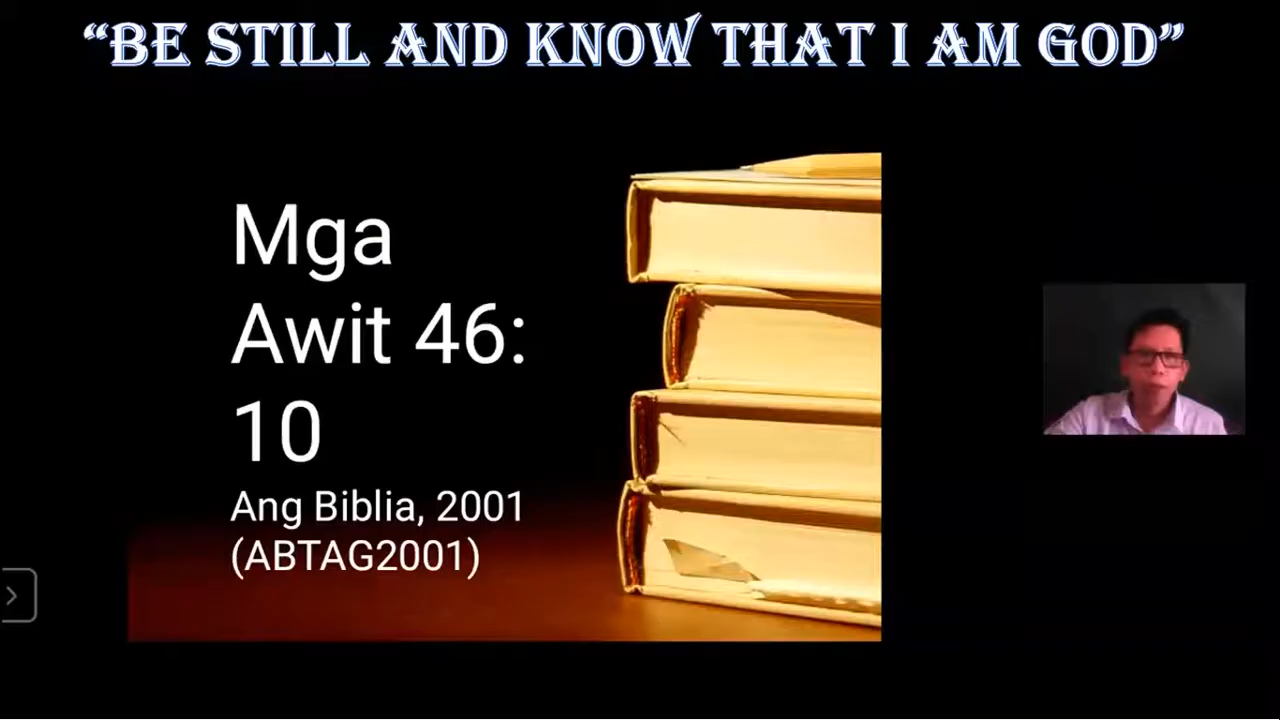 “BE STILL AND KNOW THAT I AM GOD”
Mga
Awit 46:
10
Ang Biblia, 2001
(ABTAG2001)